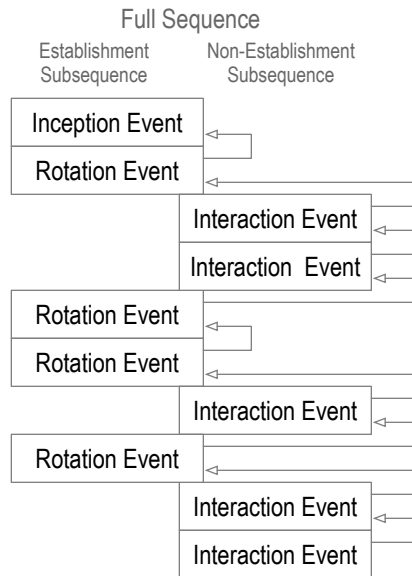 Full Sequence
Establishment Subsequence
Non-Establishment Subsequence
Inception Event
Rotation Event
Interaction Event
Interaction Event
Rotation Event
Rotation Event
Interaction Event
Rotation Event
Interaction Event
Interaction Event